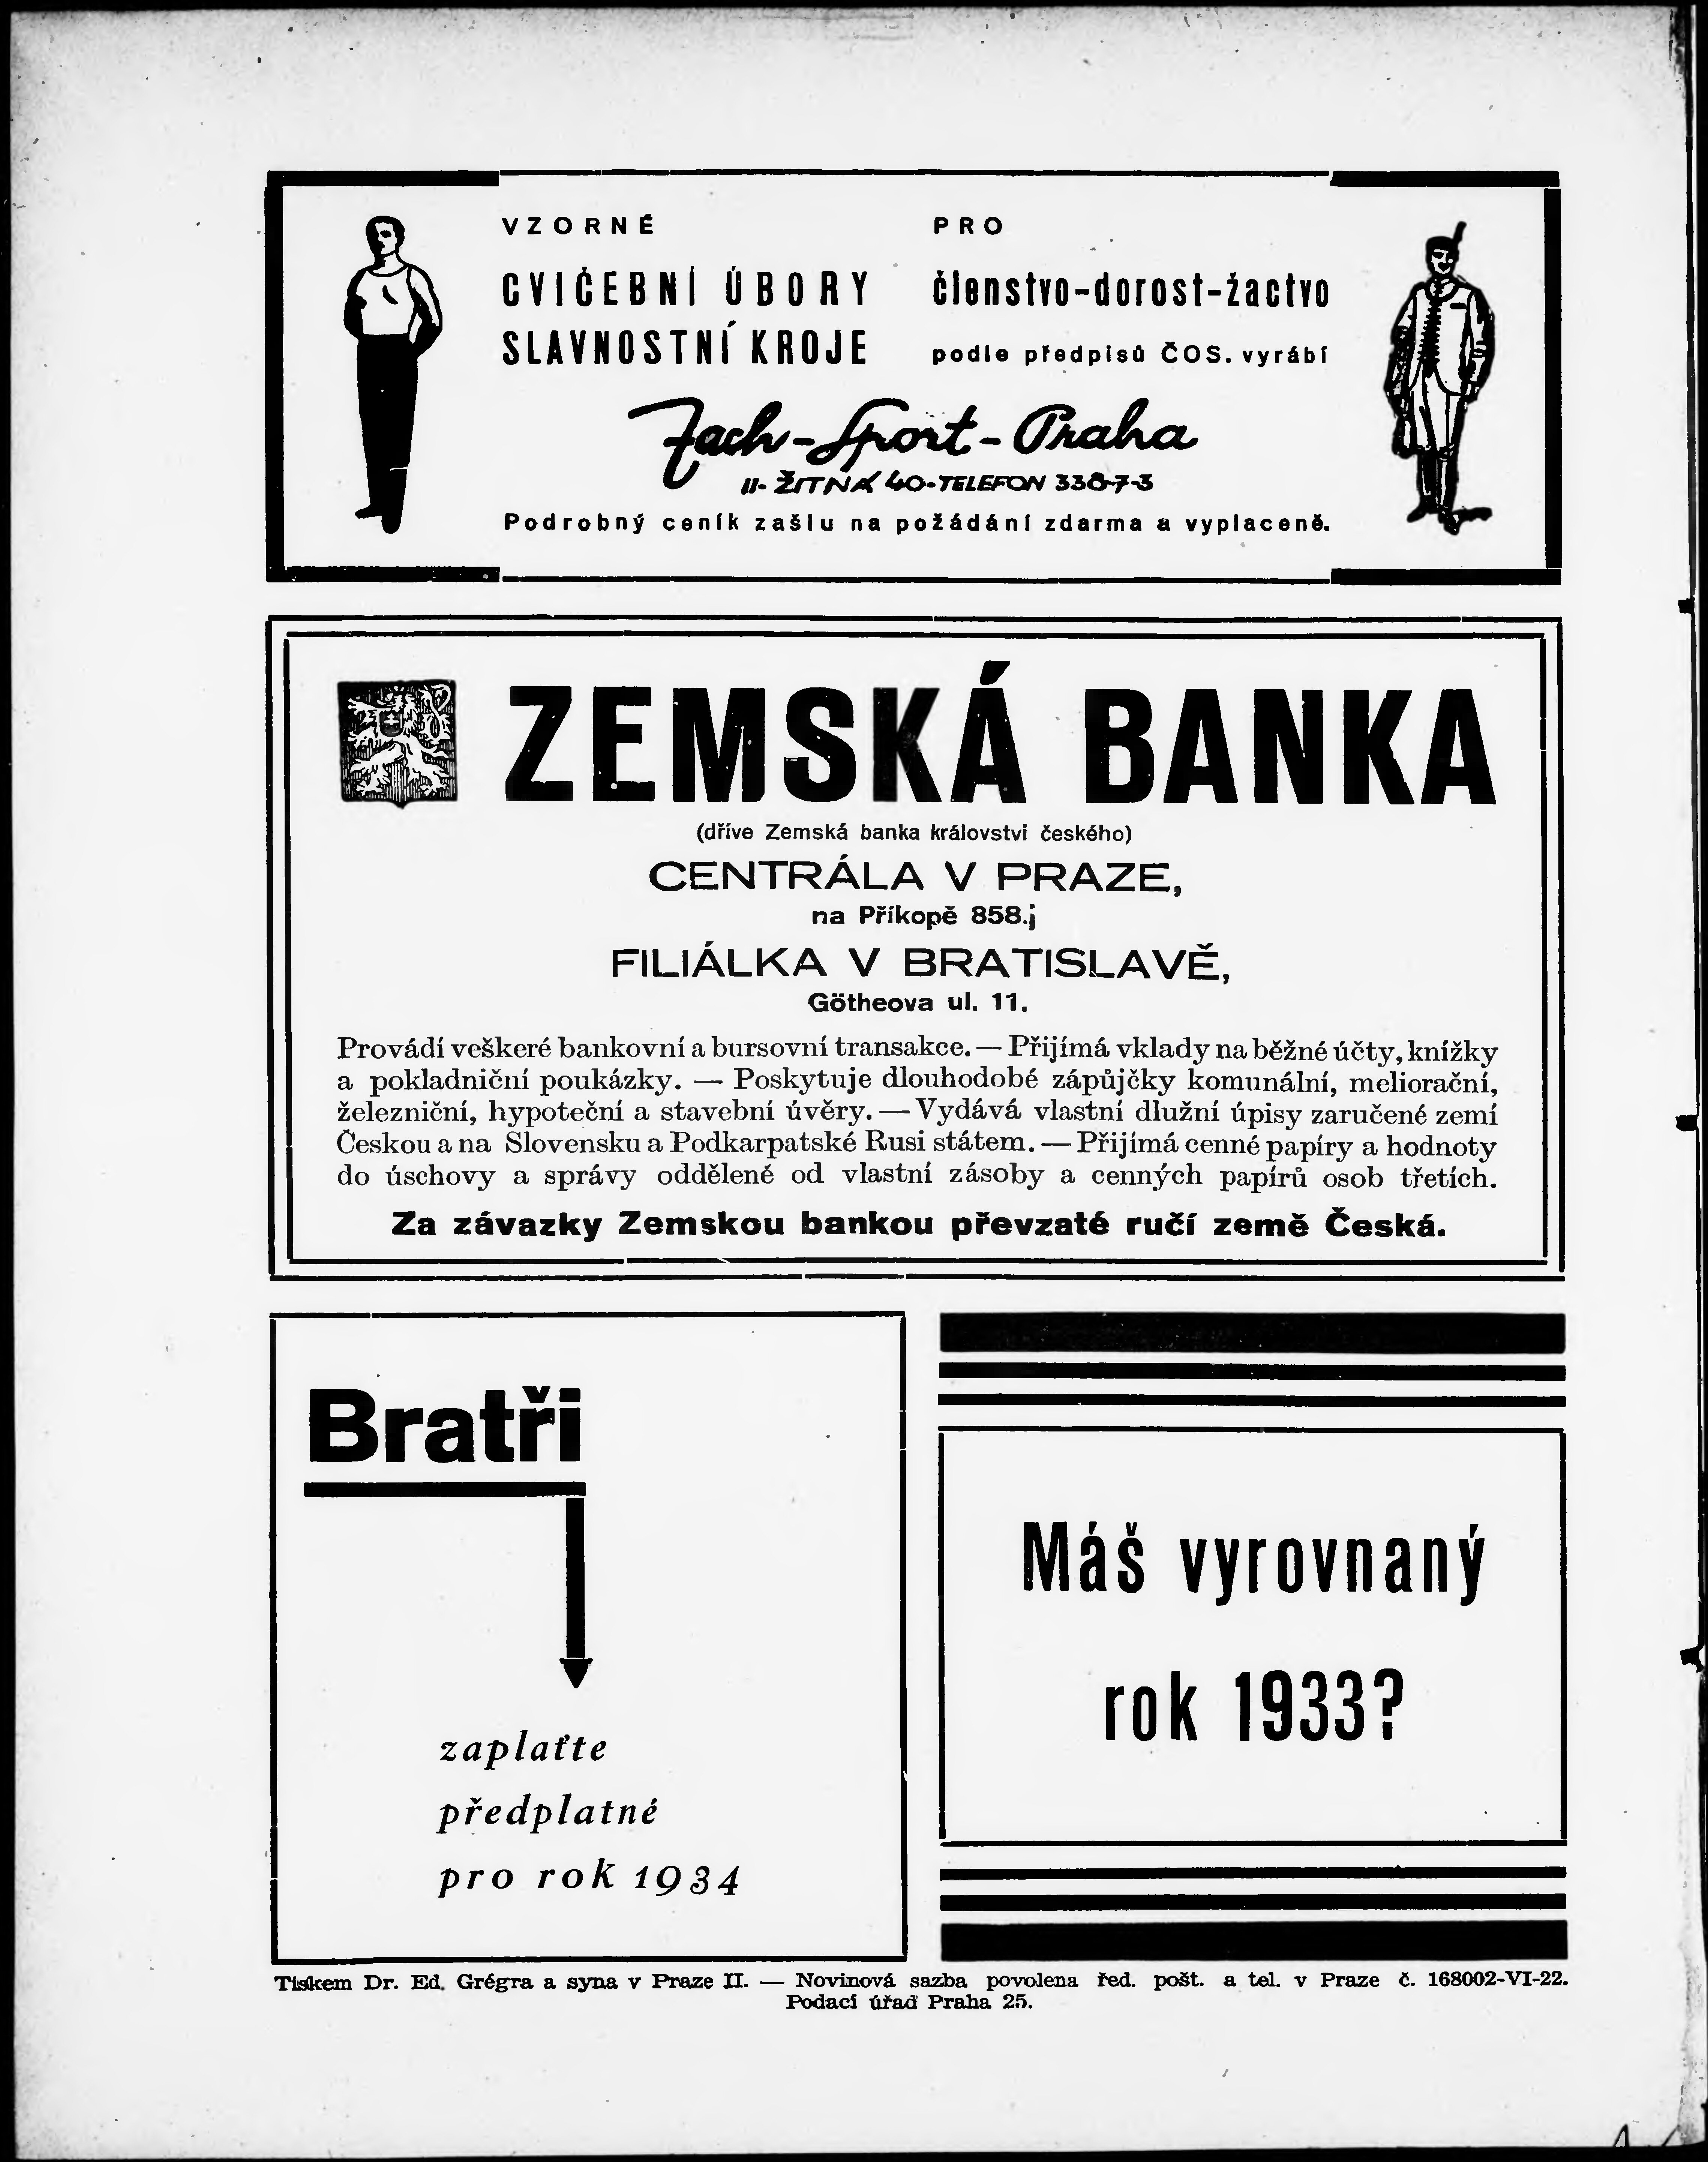 VZORNÉ
CVIČEBNÍ ÚBORY
SLAVNOSTNÍ KROJE
PRO
členstvo-dorost-žactvo
podle předpisů ČOS. vyrábí
Fach-Sport-Praha
II- ŽITNÁ 40-TELEFON 338-7-3
Podrobný ceník zašlu na požádání zdarma a vyplaceně.
ZEMSKÁ BANKA
(dříve Zemská banka království českého)
CENTRÁLA V PRAZE,
na Příkopě 858.
FILIÁLKA V BRATISLAVĚ,
Götheova ul. 11.
Provádí veškeré bankovní a bursovní transakce. — Přijímá vklady na běžné účty, knížky
a pokladniční poukázky. — Poskytuje dlouhodobé zápůjčky komunální, meliorační,
železniční, hypoteční a stavební úvěry. — Vydává vlastní dlužní úpisy zaručené zemí
Českou a na Slovensku a Podkarpatské Rusi státem. — Přijímá cenné papíry a hodnoty
do úschovy a správy oddělené od vlastní zásoby a cenných papírů osob třetích.
Za závazky Zemskou bankou převzaté ručí země Česká.
Bratři
zaplaťte
předplatné
pro rok 1934
Máš vyrovnaný
rok 1933?
Tiskem Dr. Ed. Grégra a syna v Praze II. — Novinová sazba povolena řed. pošt. a tel. v Praze č. 168002-VI-22.
Podací úřad Praha 25.